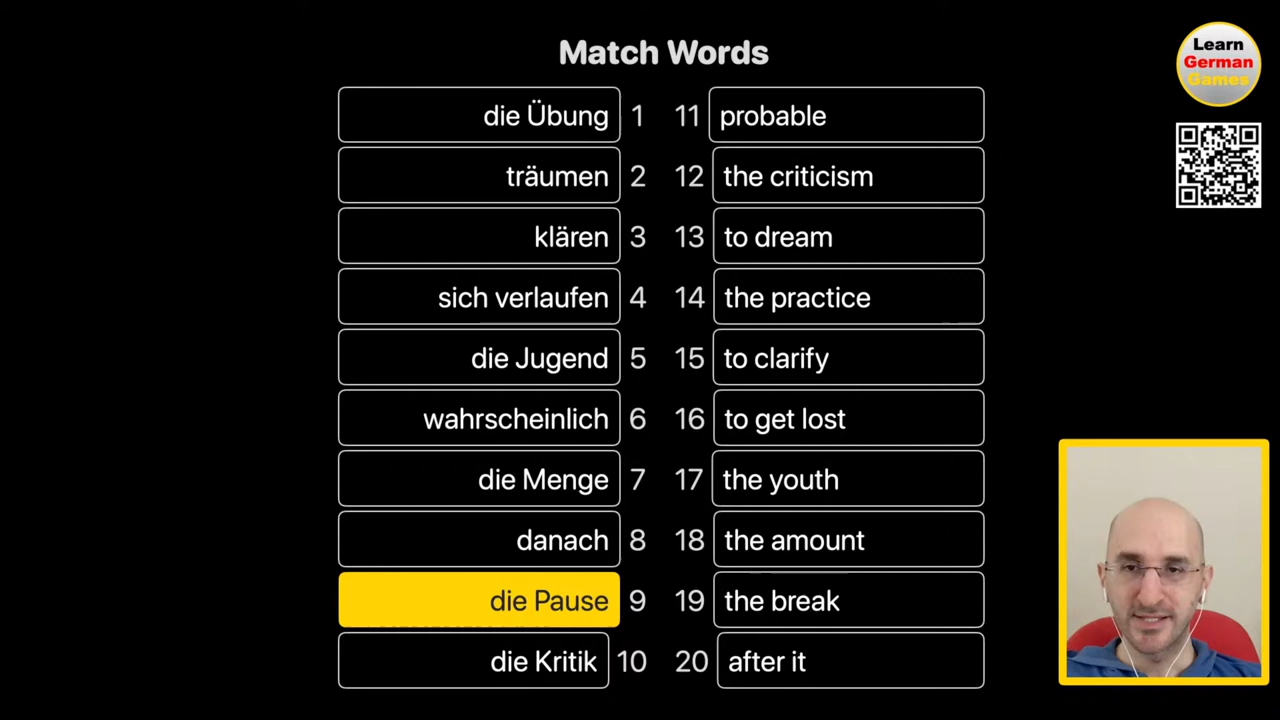 Match Words
Learn
German
Games
die Übung 1 11 probable
träumen 2 12 the criticism
klären 3 13 to dream
sich verlaufen 4 14 the practice
die Jugend 5 15 to clarify
wahrscheinlich 6 16 to get lost
die Menge 7 17 the youth
danach 8 18 the amount
die Pause 9 19 the break
die Kritik 10 20 after it